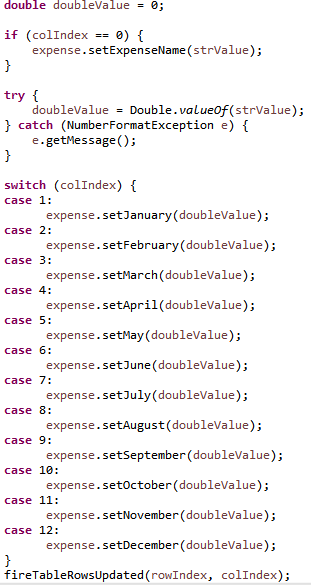 double doubleValue = 0;
if (colIndex == 0) {
expense.setExpenseName(strValue);
}
try {
doubleValue = Double.valueOf(strValue);
} catch (NumberFormatException e) {
e.getMessage();
}
switch (colIndex) {
case 1:
expense.setJanuary(doubleValue);
case 2:
expense.setFebruary(doubleValue);
case 3:
expense.setMarch(doubleValue);
case 4:
expense.setApril(doubleValue);
case 5:
expense.setMay(doubleValue);
case 6:
expense.setJune(doubleValue);
case 7:
expense.setJuly(doubleValue);
case 8:
expense.setAugust(doubleValue);
case 9:
expense.setSeptember(doubleValue);
case 10:
expense.setOctober(doubleValue);
case 11:
expense.setNovember(doubleValue);
case 12:
expense.setDecember(doubleValue);
}
fireTableRowsUpdated(rowIndex, colIndex);